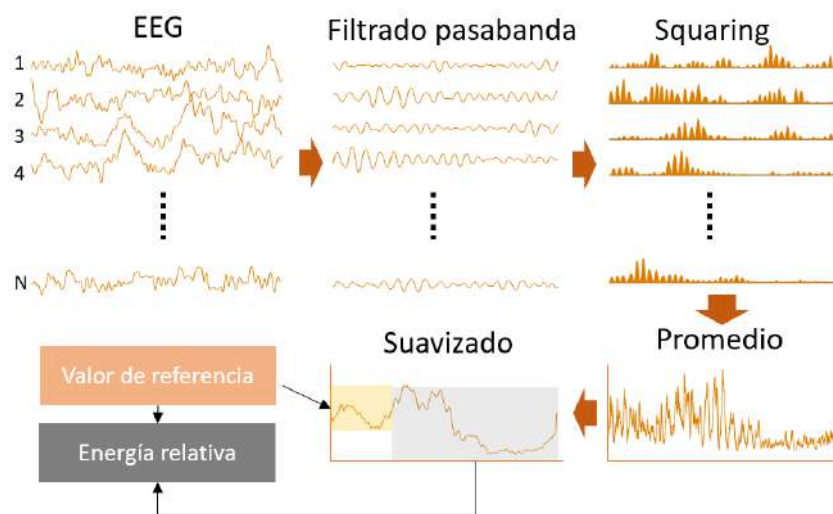 EEG
Filtrado pasabanda
Squaring
1
2
3
4
N
Suavizado
Promedio
Valor de referencia
Energía relativa